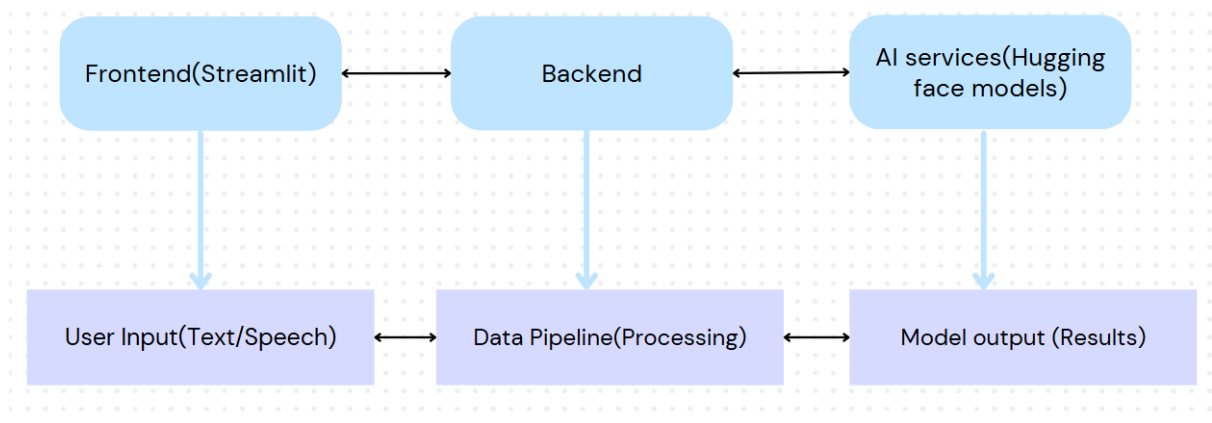 Frontend(Streamlit)
Backend
AI services(Hugging
face models)
User Input(Text/Speech)
Data Pipeline(Processing)
Model output (Results)